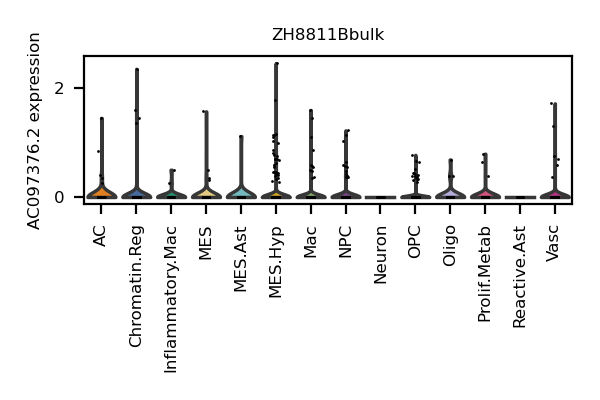 ZH8811Bbulk
AC097376.2 expression
2
0
AC
Chromatin.Reg
Inflammatory.Mac
MES
MES.Ast
MES.Hyp
Mac
NPC
Neuron
OPC
Oligo
Prolif.Metab
Reactive.Ast
Vasc